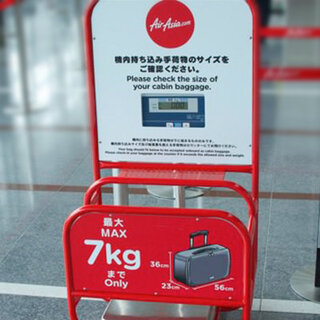 AirAsia.com
機内持ち込み手荷物のサイズを
ご確認ください。
Please check the size of
your cabin baggage.
最大
MAX
7kg
まで
Only
36cm
23cm
56cm